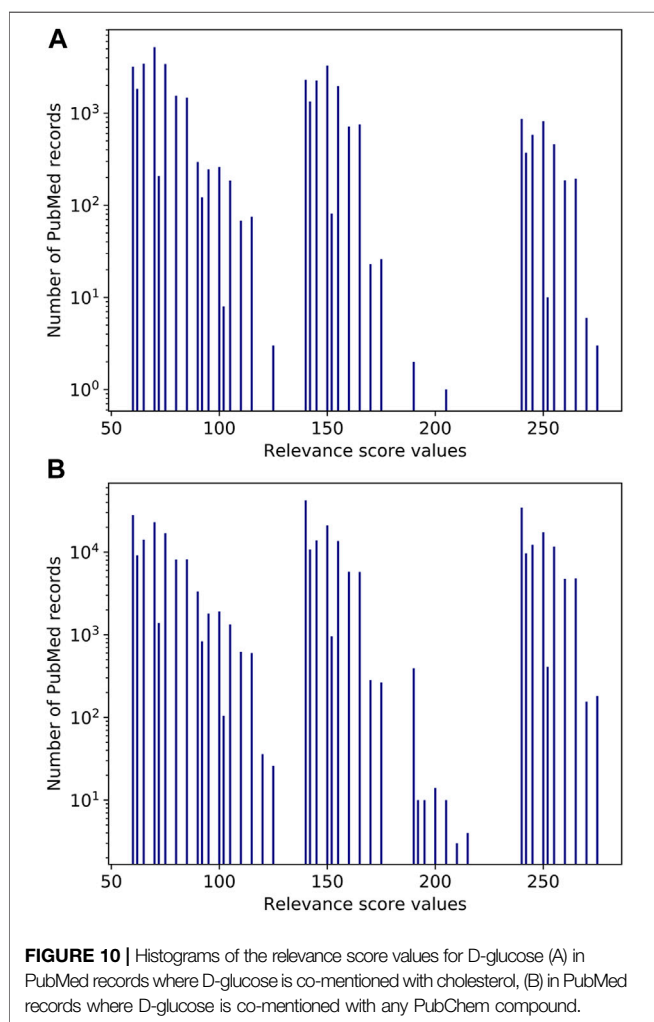 A
Number of PubMed records
10³
10²
10¹
10⁰
50 100 150 200 250
Relevance score values
B
Number of PubMed records
10⁴
10³
10²
10¹
50 100 150 200 250
Relevance score values
FIGURE 10 | Histograms of the relevance score values for D-glucose (A) in
PubMed records where D-glucose is co-mentioned with cholesterol, (B) in PubMed
records where D-glucose is co-mentioned with any PubChem compound.